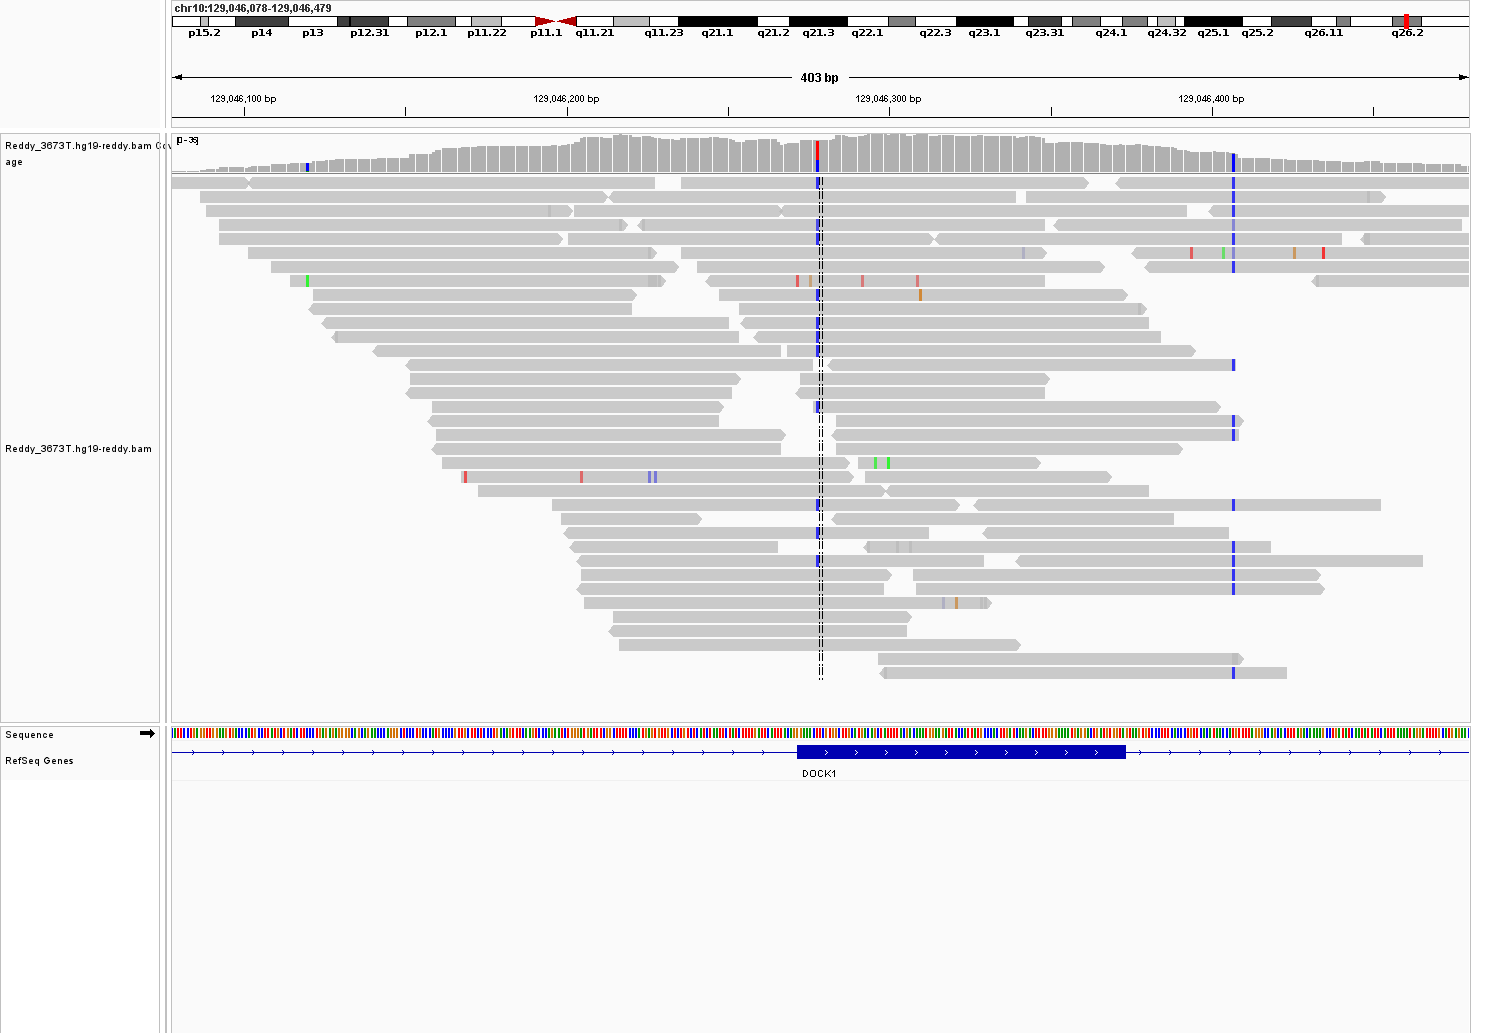 chr10:129,046,078-129,046,479
p15.2 p14 p13 p12.31 p12.1 p11.22 p11.1 q11.21 q11.23 q21.1 q21.2 q21.3 q22.1 q22.3 q23.1 q23.31 q24.1 q24.32 q25.1 q25.2 q26.11 q26.2
403 bp
129,046,100 bp 129,046,200 bp 129,046,300 bp 129,046,400 bp
Reddy_3673T.hg19-reddy.bam Cov
age
Reddy_3673T.hg19-reddy.bam
Sequence
RefSeq Genes
DOCK1